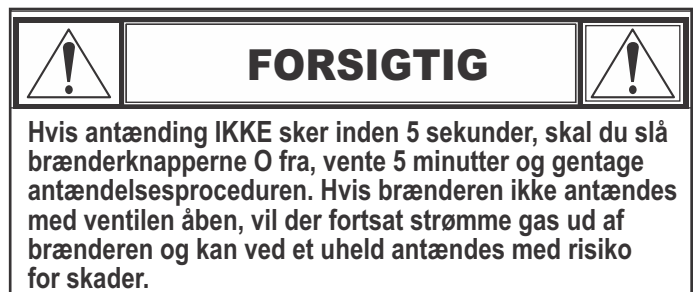 FORSIGTIG
Hvis antænding IKKE sker inden 5 sekunder, skal du slå
brænderknapperne O fra, vente 5 minutter og gentage
antændelsesproceduren. Hvis brænderen ikke antændes
med ventilen åben, vil der fortsat strømme gas ud af
brænderen og kan ved et uheld antændes med risiko
for skader.